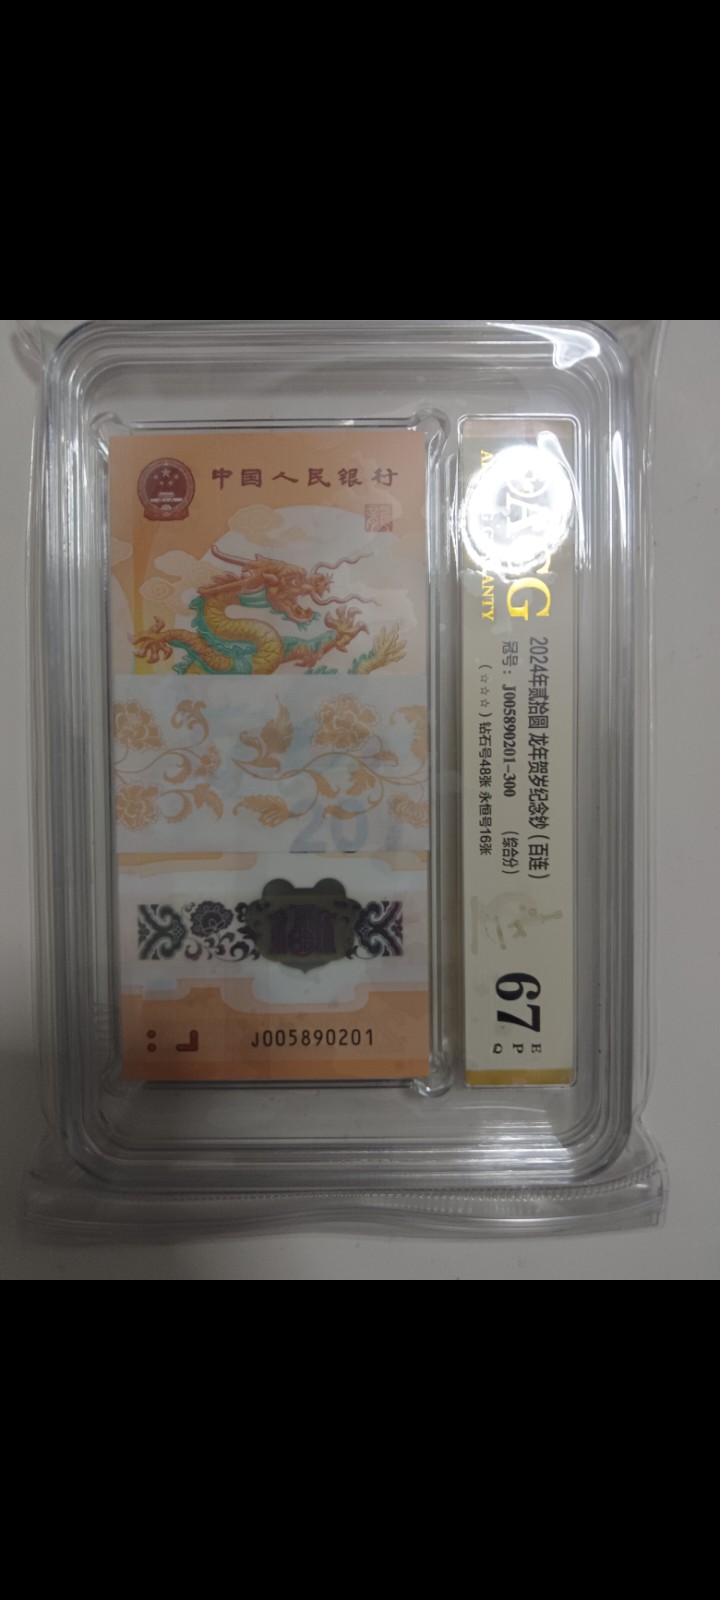 中国人民银行
20
J005890201
2024年贰拾圆 龙年贺岁纪念钞（百连）
冠号：J005890201-300 （综合分）
（☆☆☆）钻石号48张 永恒号16张
67
E
P
Q